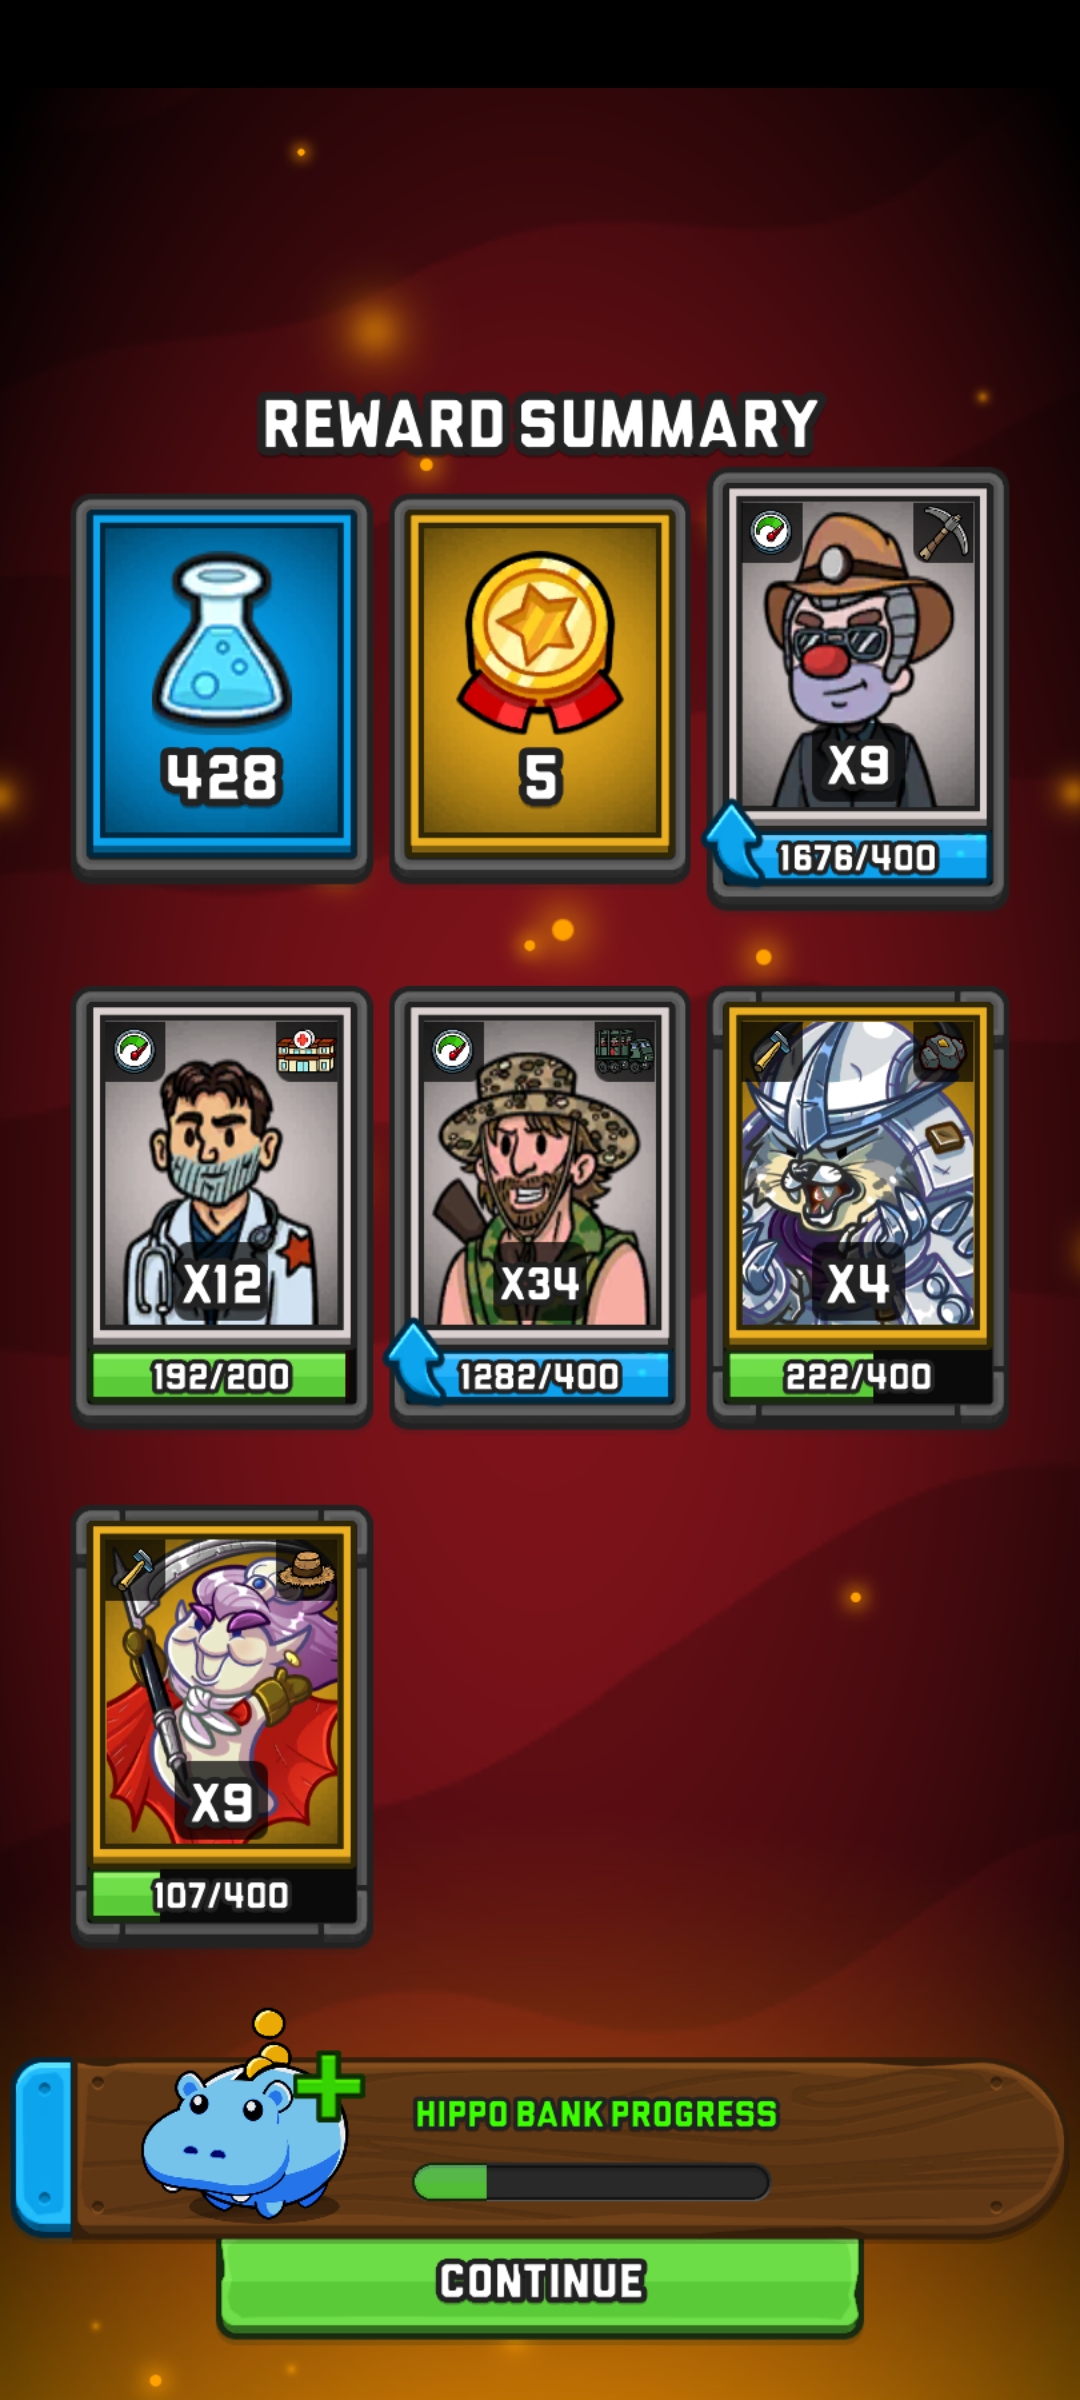 REWARD SUMMARY
428
5
X9
1676/400
X12
192/200
X34
1282/400
X4
222/400
X9
107/400
HIPPO BANK PROGRESS
CONTINUE